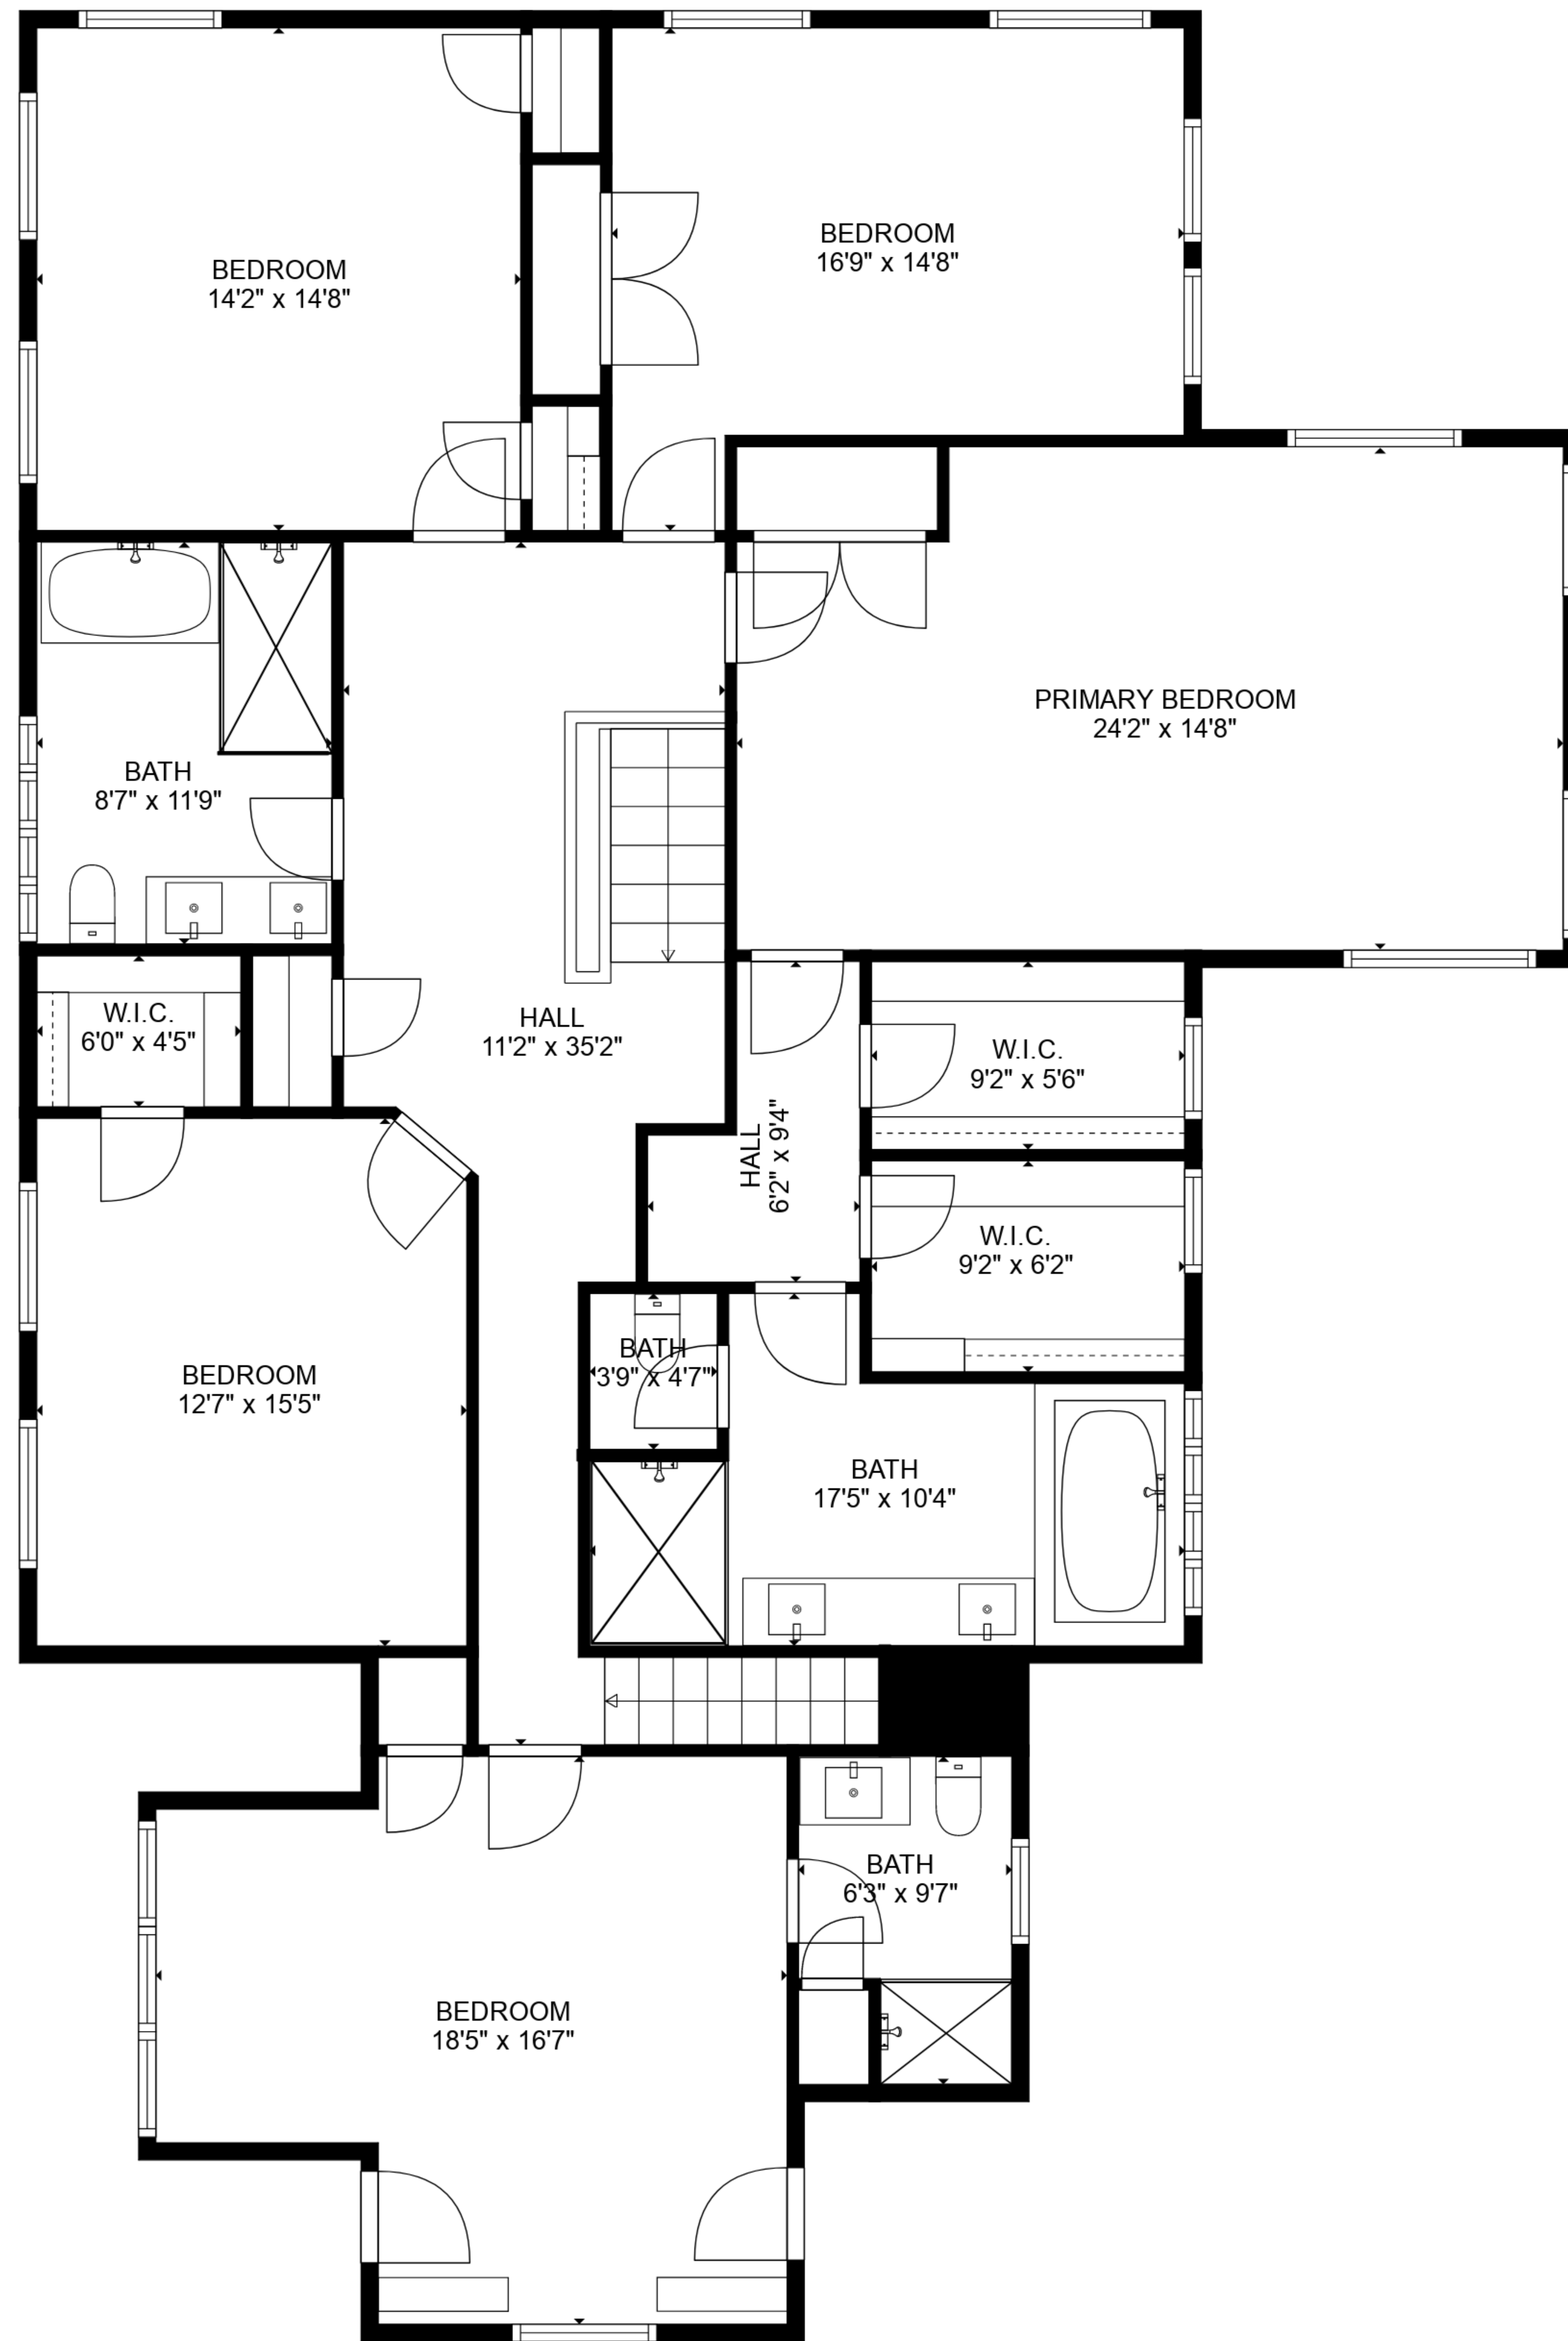 BEDROOM
16'9" x 14'8"
BEDROOM
14'2" x 14'8"
PRIMARY BEDROOM
24'2" x 14'8"
BATH
8'7" x 11'9"
W.I.C.
6'0" x 4'5"
HALL
11'2" x 35'2"
W.I.C.
9'2" x 5'6"
HALL
6'2" x 9'4"
W.I.C.
9'2" x 6'2"
BATH
3'9" x 4'7"
BEDROOM
12'7" x 15'5"
BATH
17'5" x 10'4"
BATH
6'3" x 9'7"
BEDROOM
18'5" x 16'7"